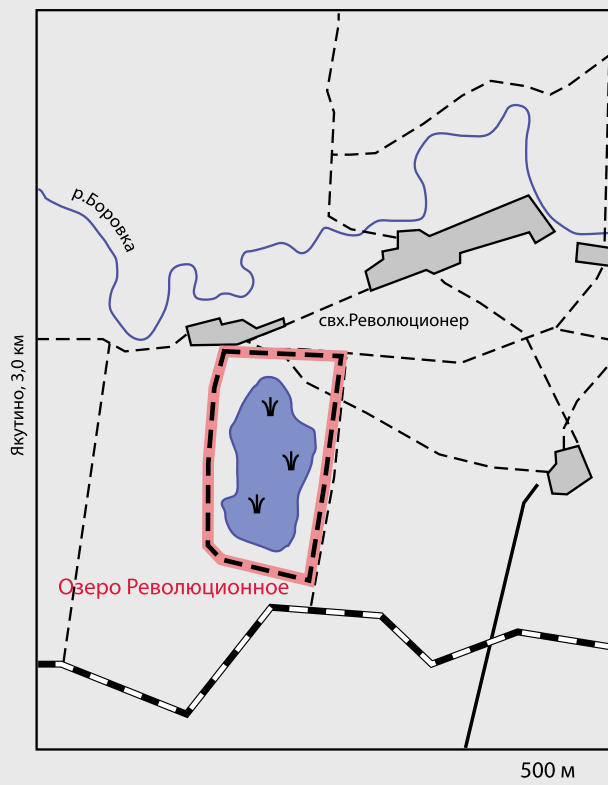 р.Боровка
свх.Революционер
Якутино, 3,0 км
Озеро Революционное
500 м